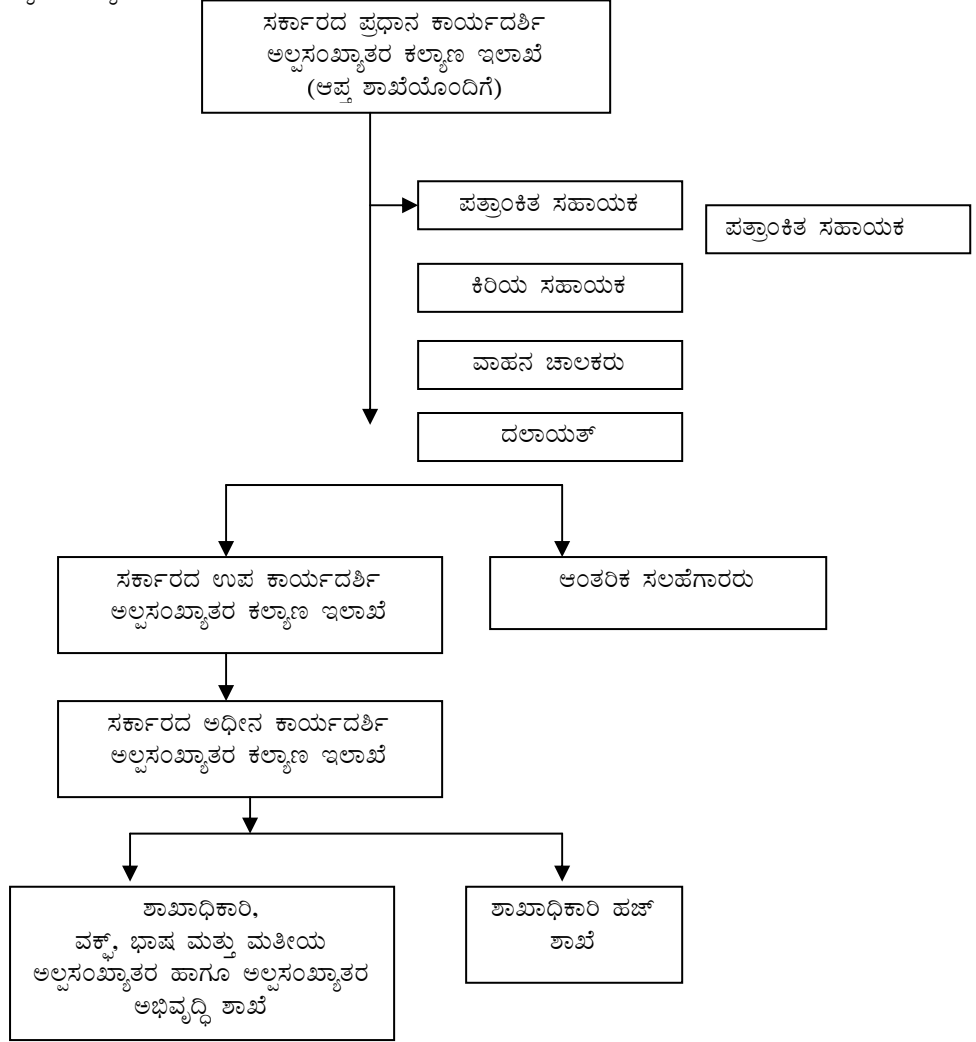 ಸರ್ಕಾರದ ಪ್ರಧಾನ ಕಾರ್ಯದರ್ಶಿ
ಅಲ್ಪಸಂಖ್ಯಾತರ ಕಲ್ಯಾಣ ಇಲಾಖೆ
(ಆಪ್ತ ಶಾಖೆಯೊಂದಿಗೆ)
ಪತ್ರಾಂಕಿತ ಸಹಾಯಕ
ಪತ್ರಾಂಕಿತ ಸಹಾಯಕ
ಕಿರಿಯ ಸಹಾಯಕ
ವಾಹನ ಚಾಲಕರು
ದಲಾಯತ್
ಸರ್ಕಾರದ ಉಪ ಕಾರ್ಯದರ್ಶಿ
ಅಲ್ಪಸಂಖ್ಯಾತರ ಕಲ್ಯಾಣ ಇಲಾಖೆ
ಆಂತರಿಕ ಸಲಹೆಗಾರರು
ಸರ್ಕಾರದ ಅಧೀನ ಕಾರ್ಯದರ್ಶಿ
ಅಲ್ಪಸಂಖ್ಯಾತರ ಕಲ್ಯಾಣ ಇಲಾಖೆ
ಶಾಖಾಧಿಕಾರಿ,
ವಕ್ಫ್, ಭಾಷ ಮತ್ತು ಮತೀಯ
ಅಲ್ಪಸಂಖ್ಯಾತರ ಹಾಗೂ ಅಲ್ಪಸಂಖ್ಯಾತರ
ಅಭಿವೃದ್ಧಿ ಶಾಖೆ
ಶಾಖಾಧಿಕಾರಿ ಹಜ್
ಶಾಖೆ